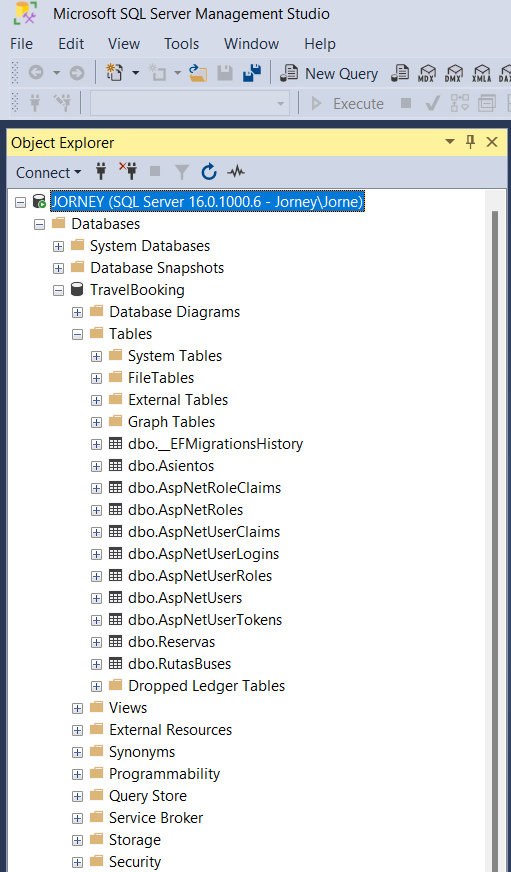 Microsoft SQL Server Management Studio
File Edit View Tools Window Help
New Query MDX DMX XMLA DAX
Execute
Object Explorer
Connect
JORNEY (SQL Server 16.0.1000.6 - Jorney\Jorne)
Databases
System Databases
Database Snapshots
TravelBooking
Database Diagrams
Tables
System Tables
FileTables
External Tables
Graph Tables
dbo.__EFMigrationsHistory
dbo.Asientos
dbo.AspNetRoleClaims
dbo.AspNetRoles
dbo.AspNetUserClaims
dbo.AspNetUserLogins
dbo.AspNetUserRoles
dbo.AspNetUsers
dbo.AspNetUserTokens
dbo.Reservas
dbo.RutasBuses
Dropped Ledger Tables
Views
External Resources
Synonyms
Programmability
Query Store
Service Broker
Storage
Security